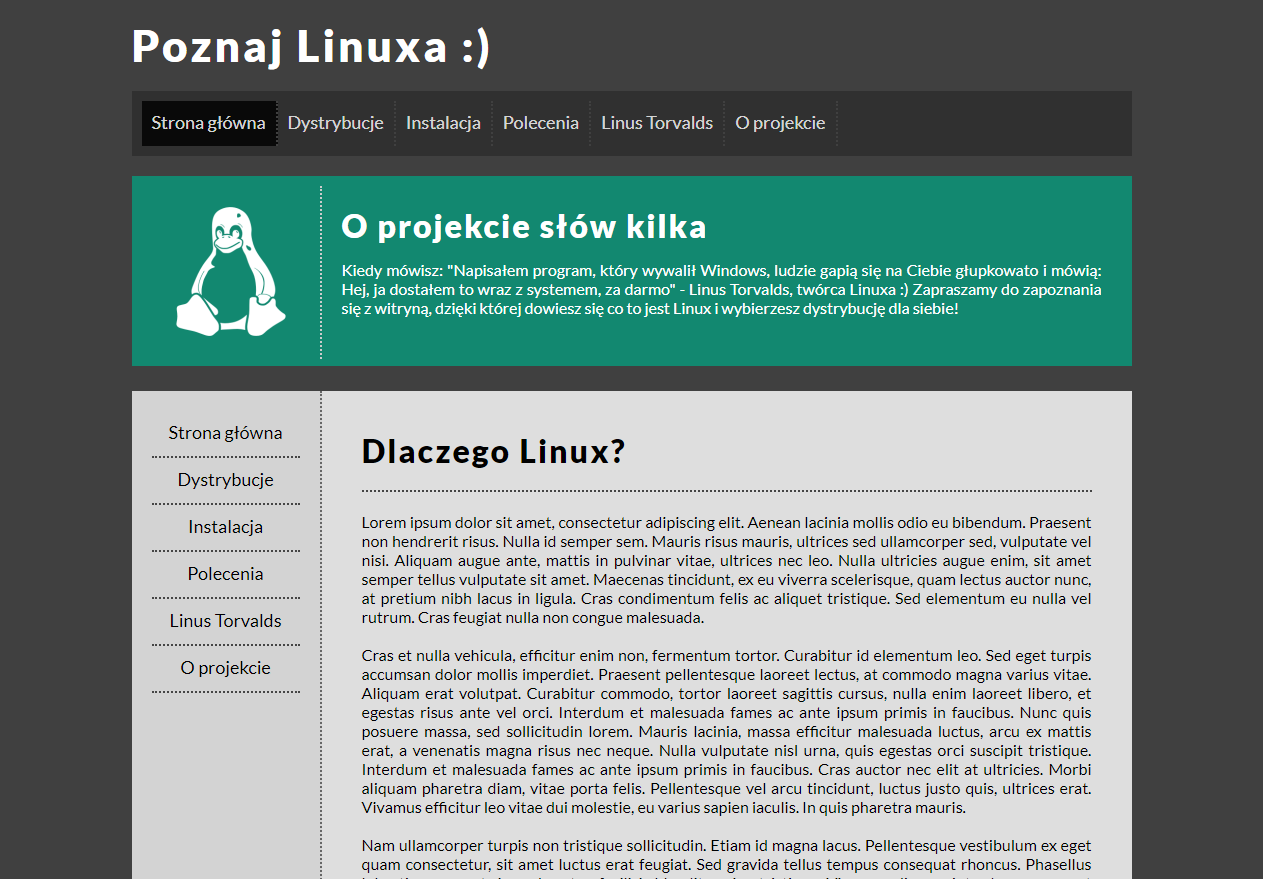 Poznaj Linuxa :)
Strona główna
Dystrybucje
Instalacja
Polecenia
Linus Torvalds
O projekcie
O projekcie słów kilka
Kiedy mówisz: "Napisałem program, który wywalił Windows, ludzie gapią się na Ciebie głupkowato i mówią:
Hej, ja dostałem to wraz z systemem, za darmo" - Linus Torvalds, twórca Linuxa :) Zapraszamy do zapoznania
się z witryną, dzięki której dowiesz się co to jest Linux i wybierzesz dystrybucję dla siebie!
Strona główna
Dystrybucje
Instalacja
Polecenia
Linus Torvalds
O projekcie
Dlaczego Linux?
Lorem ipsum dolor sit amet, consectetur adipiscing elit. Aenean lacinia mollis odio eu bibendum. Praesent
non hendrerit risus. Nulla id semper sem. Mauris risus mauris, ultrices sed ullamcorper sed, vulputate vel
nisi. Aliquam augue ante, mattis in pulvinar vitae, ultrices nec leo. Nulla ultricies augue enim, sit amet
semper tellus vulputate sit amet. Maecenas tincidunt, ex eu viverra scelerisque, quam lectus auctor nunc,
at pretium nibh lacus in ligula. Cras condimentum felis ac aliquet tristique. Sed elementum eu nulla vel
rutrum. Cras feugiat nulla non congue malesuada.
Cras et nulla vehicula, efficitur enim non, fermentum tortor. Curabitur id elementum leo. Sed eget turpis
accumsan dolor mollis imperdiet. Praesent pellentesque laoreet lectus, at commodo magna varius vitae.
Aliquam erat volutpat. Curabitur commodo, tortor laoreet sagittis cursus, nulla enim laoreet libero, et
egestas risus ante vel orci. Interdum et malesuada fames ac ante ipsum primis in faucibus. Nunc quis
posuere massa, sed sollicitudin lorem. Mauris lacinia, massa efficitur malesuada luctus, arcu ex mattis
erat, a venenatis magna risus nec neque. Nulla vulputate nisl urna, quis egestas orci suscipit tristique.
Interdum et malesuada fames ac ante ipsum primis in faucibus. Cras auctor nec elit at ultricies. Morbi
aliquam pharetra diam, vitae porta felis. Pellentesque vel arcu tincidunt, luctus justo quis, ultrices erat.
Vivamus efficitur leo vitae dui molestie, eu varius sapien iaculis. In quis pharetra mauris.
Nam ullamcorper turpis non tristique sollicitudin. Etiam id magna lacus. Pellentesque vestibulum ex eget
quam consectetur, sit amet luctus erat feugiat. Sed gravida tellus tempus consequat rhoncus. Phasellus